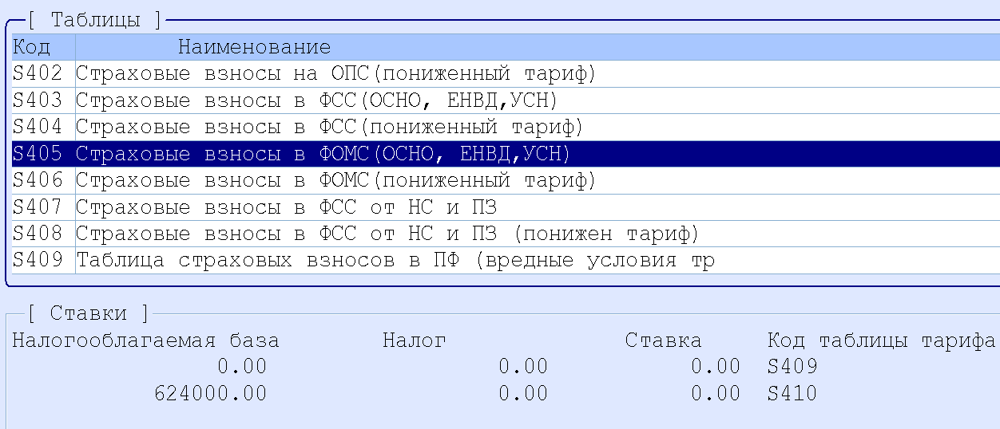 [ Таблицы ]
Код Наименование
S402 Страховые взносы на ОПС(пониженный тариф)
S403 Страховые взносы в ФСС(ОСНО, ЕНВД,УСН)
S404 Страховые взносы в ФСС(пониженный тариф)
S405 Страховые взносы в ФОМС(ОСНО, ЕНВД,УСН)
S406 Страховые взносы в ФОМС(пониженный тариф)
S407 Страховые взносы в ФСС от НС и ПЗ
S408 Страховые взносы в ФСС от НС и ПЗ (понижен тариф)
S409 Таблица страховых взносов в ПФ (вредные условия тр
[ Ставки ]
Налогооблагаемая база Налог Ставка Код таблицы тарифа
0.00 0.00 0.00 S409
624000.00 0.00 0.00 S410